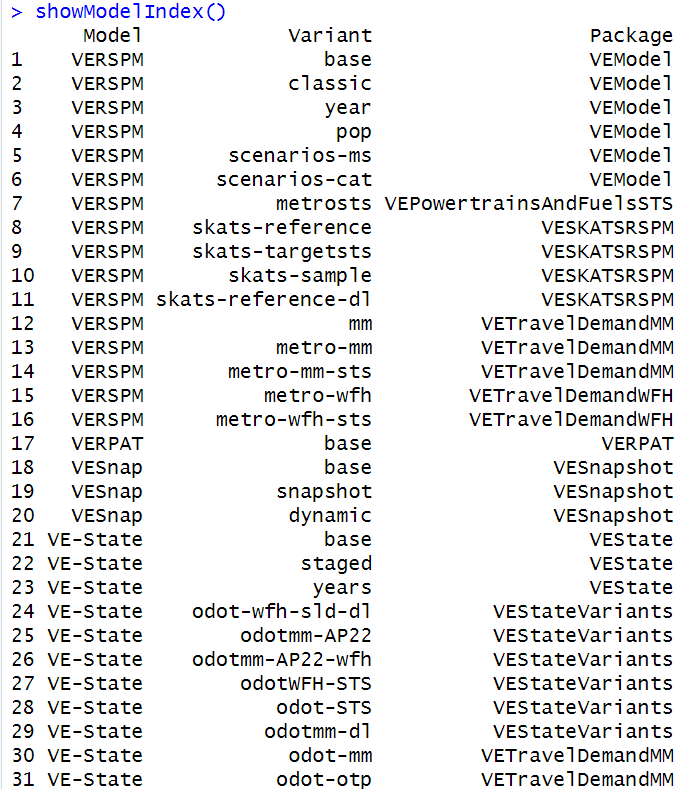 > showModelIndex()
Model Variant Package
1 VERSPM base VEModel
2 VERSPM classic VEModel
3 VERSPM year VEModel
4 VERSPM pop VEModel
5 VERSPM scenarios-ms VEModel
6 VERSPM scenarios-cat VEModel
7 VERSPM metrosts VEPowertrainsAndFuelsSTS
8 VERSPM skats-reference VESKATSRSPM
9 VERSPM skats-targetsts VESKATSRSPM
10 VERSPM skats-sample VESKATSRSPM
11 VERSPM skats-reference-dl VESKATSRSPM
12 VERSPM mm VETravelDemandMM
13 VERSPM metro-mm VETravelDemandMM
14 VERSPM metro-mm-sts VETravelDemandMM
15 VERSPM metro-wfh VETravelDemandWFH
16 VERSPM metro-wfh-sts VETravelDemandWFH
17 VERPAT base VERPAT
18 VESnap base VESnapshot
19 VESnap snapshot VESnapshot
20 VESnap dynamic VESnapshot
21 VE-State base VEState
22 VE-State staged VEState
23 VE-State years VEState
24 VE-State odot-wfh-sld-dl VEStateVariants
25 VE-State odotmm-AP22 VEStateVariants
26 VE-State odotmm-AP22-wfh VEStateVariants
27 VE-State odotWFH-STS VEStateVariants
28 VE-State odot-STS VEStateVariants
29 VE-State odotmm-dl VEStateVariants
30 VE-State odot-mm VETravelDemandMM
31 VE-State odot-otp VETravelDemandMM